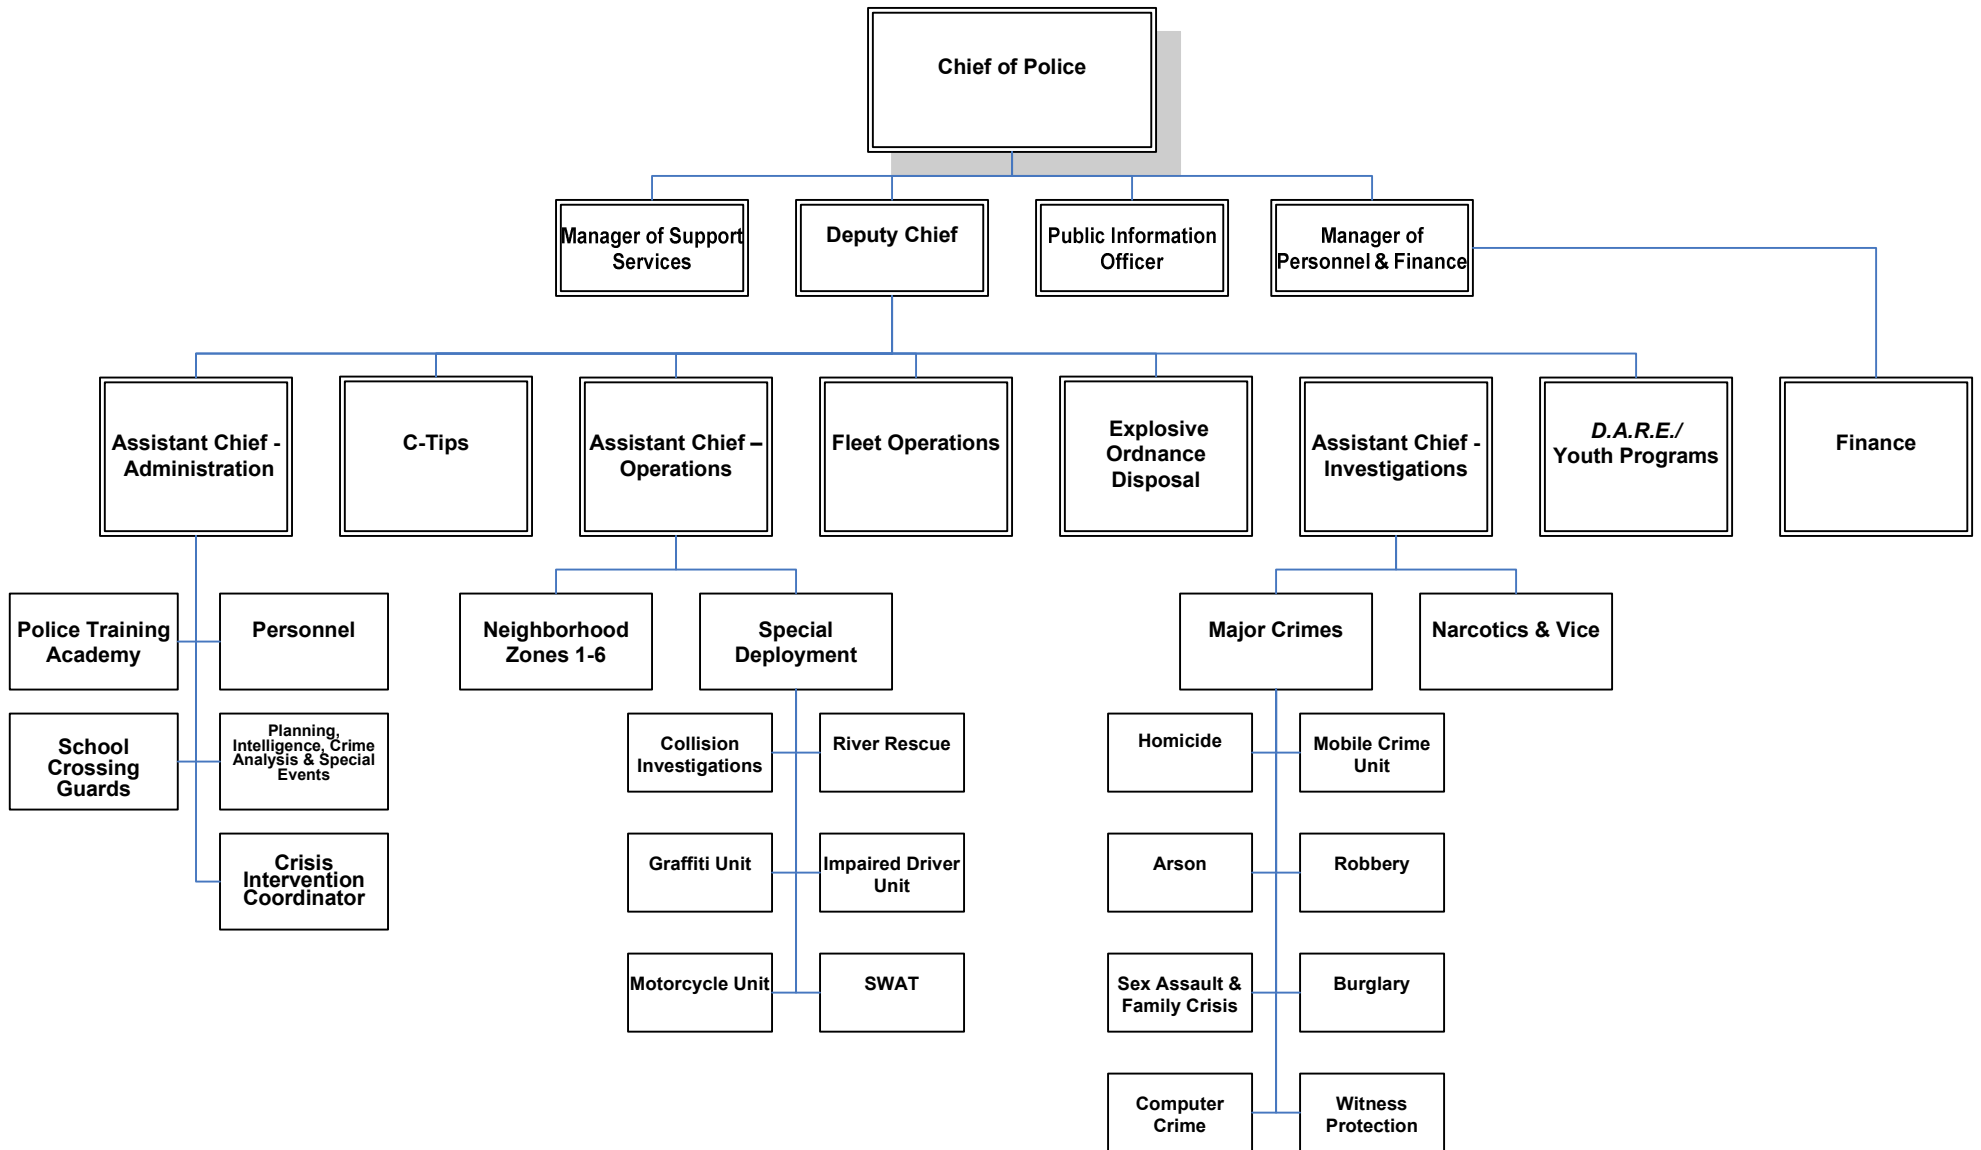 Chief of Police
Manager of Support
Services
Deputy Chief
Public Information
Officer
Manager of
Personnel & Finance
Assistant Chief -
Administration
C-Tips
Assistant Chief –
Operations
Fleet Operations
Explosive
Ordnance
Disposal
Assistant Chief -
Investigations
D.A.R.E./
Youth Programs
Finance
Police Training
Academy
Personnel
Neighborhood
Zones 1-6
Special
Deployment
Major Crimes
Narcotics & Vice
School
Crossing
Guards
Planning,
Intelligence, Crime
Analysis & Special
Events
Collision
Investigations
River Rescue
Homicide
Mobile Crime
Unit
Crisis
Intervention
Coordinator
Graffiti Unit
Impaired Driver
Unit
Arson
Robbery
Motorcycle Unit
SWAT
Sex Assault &
Family Crisis
Burglary
Computer
Crime
Witness
Protection